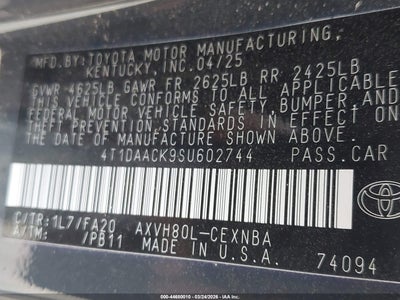 MFD.BY:TOYOTA MOTOR MANUFACTURING,
KENTUCKY, INC.04/25
GVWR 4625LB GAWR FR 2625LB RR 2425LB
THIS VEHICLE CONFORMS TO ALL APPLICABLE
FEDERAL MOTOR VEHICLE SAFETY, BUMPER, AND
THEFT PREVENTION STANDARDS IN EFFECT ON
THE DATE OF MANUFACTURE SHOWN ABOVE.
4T1DAACK9SU602744 PASS.CAR
C/TR:1L7/FA20 AXVH80L-CEXNBA
A/TM: /PB11 MADE IN U.S.A.
74094
TOYOTA
000-44600010 - 03/24/2026 - IAAI.COM